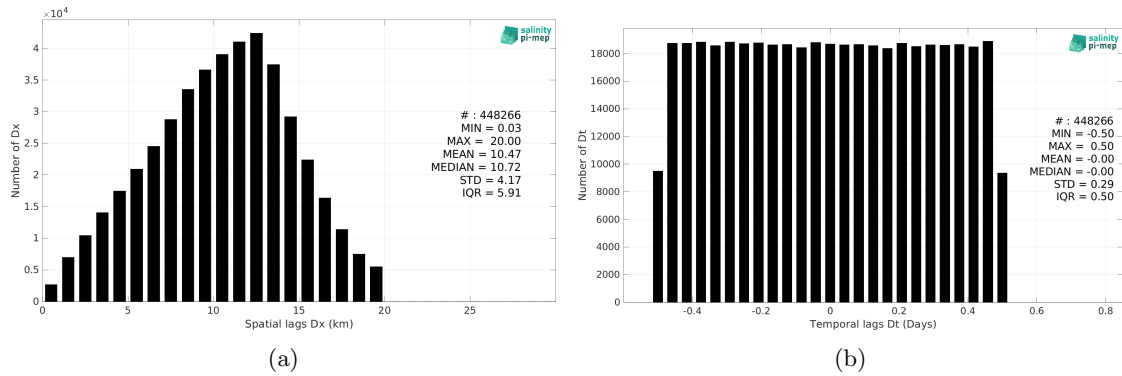 ×10⁴
4
3.5
3
2.5
2
1.5
1
0.5
0
0
5
10
15
20
25
Number of Dx
Spatial lags Dx (km)
salinity
pi-mep
# : 448266
MIN = 0.03
MAX = 20.00
MEAN = 10.47
MEDIAN = 10.72
STD = 4.17
IQR = 5.91
(a)
18000
16000
14000
12000
10000
8000
6000
4000
2000
0
-0.4
-0.2
0
0.2
0.4
0.6
0.8
Number of Dt
Temporal lags Dt (Days)
salinity
pi-mep
# : 448266
MIN = -0.50
MAX = 0.50
MEAN = -0.00
MEDIAN = -0.00
STD = 0.29
IQR = 0.50
(b)